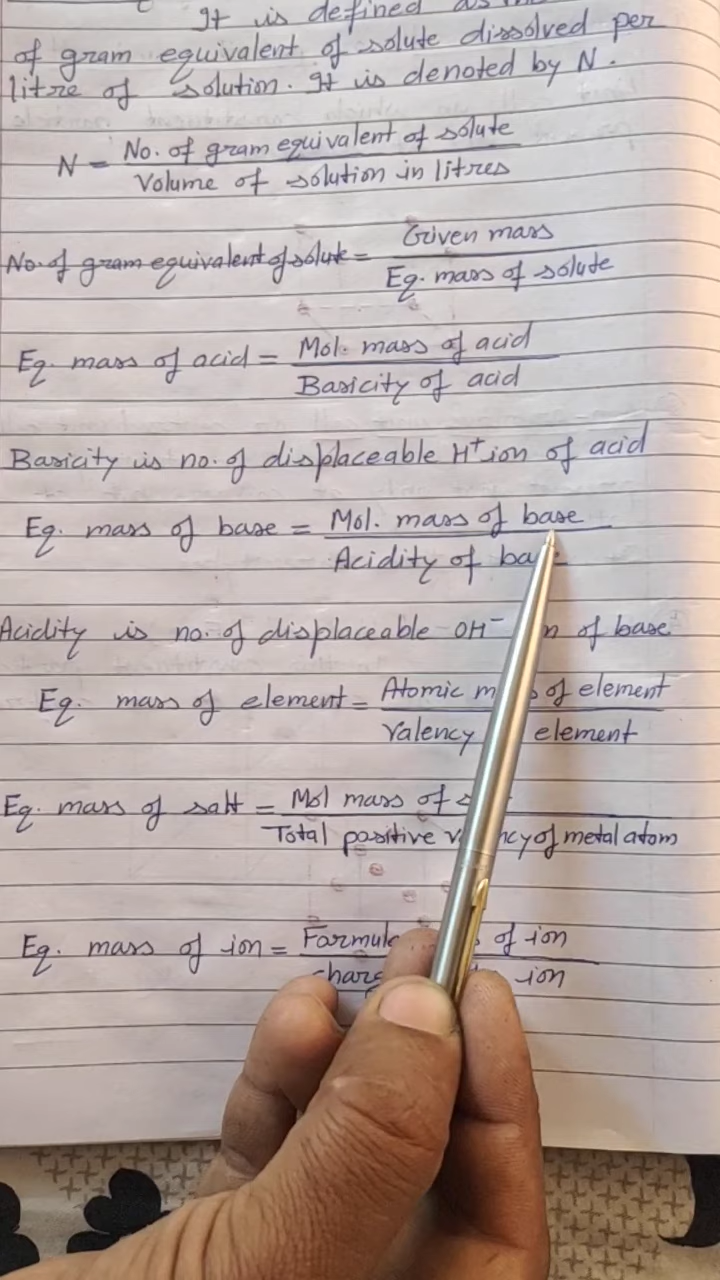 It is defined as
of gram equivalent of solute dissolved per
litre of solution. It is denoted by N.
N = No. of gram equivalent of solute
Volume of solution in litres
No. of gram equivalent of solute = Given mass
Eq. mass of solute
Eq. mass of acid = Mol. mass of acid
Basicity of acid
Basicity is no. of displaceable H+ ion of acid
Eq. mass of base = Mol. mass of base
Acidity of
Acidity is no. of displaceable OH- of base
Eq. mass of element = Atomic of element
Valency element
Eq. mass of salt = Mol mass of
Total positive of metal atom
Eq. mass of ion = of ion
ion